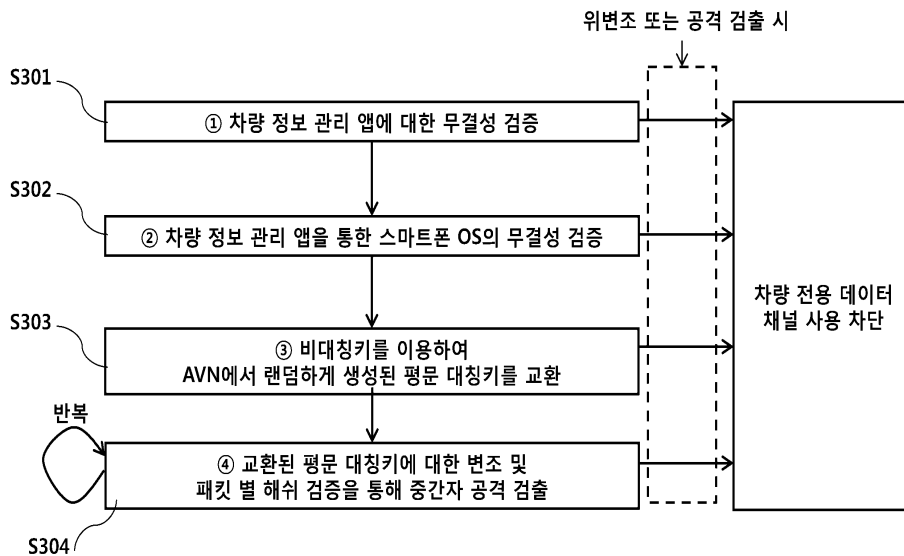 위변조 또는 공격 검출 시
S301
① 차량 정보 관리 앱에 대한 무결성 검증
S302
② 차량 정보 관리 앱을 통한 스마트폰 OS의 무결성 검증
차량 전용 데이터
채널 사용 차단
S303
③ 비대칭키를 이용하여
AVN에서 랜덤하게 생성된 평문 대칭키를 교환
반복
④ 교환된 평문 대칭키에 대한 변조 및
패킷 별 해쉬 검증을 통해 중간자 공격 검출
S304